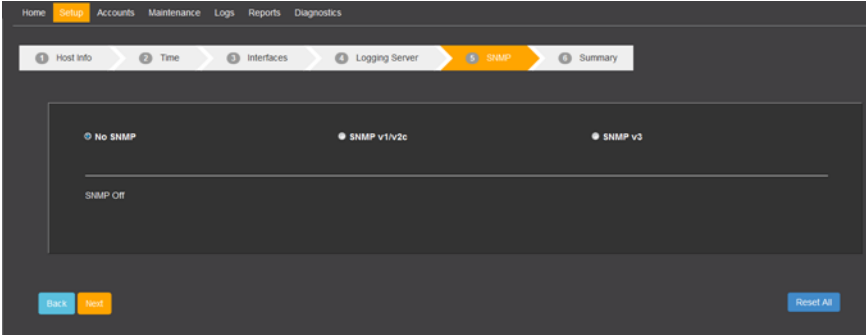 Home Setup Accounts Maintenance Logs Reports Diagnostics
1 Host Info 2 Time 3 Interfaces 4 Logging Server 5 SNMP 6 Summary
No SNMP SNMP v1/v2c SNMP v3
SNMP Off
Back Next Reset All